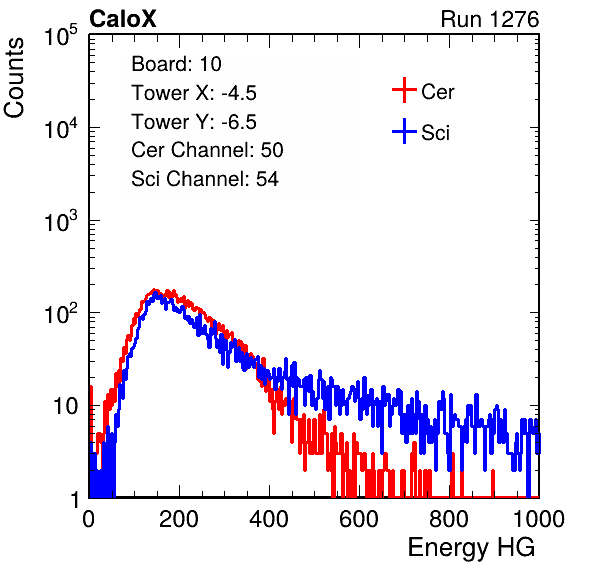 CaloX Run 1276
Board: 10
Tower X: -4.5
Tower Y: -6.5
Cer Channel: 50
Sci Channel: 54
Cer
Sci
Counts
10^5
10^4
10^3
10^2
10
1
0 200 400 600 800 1000
Energy HG